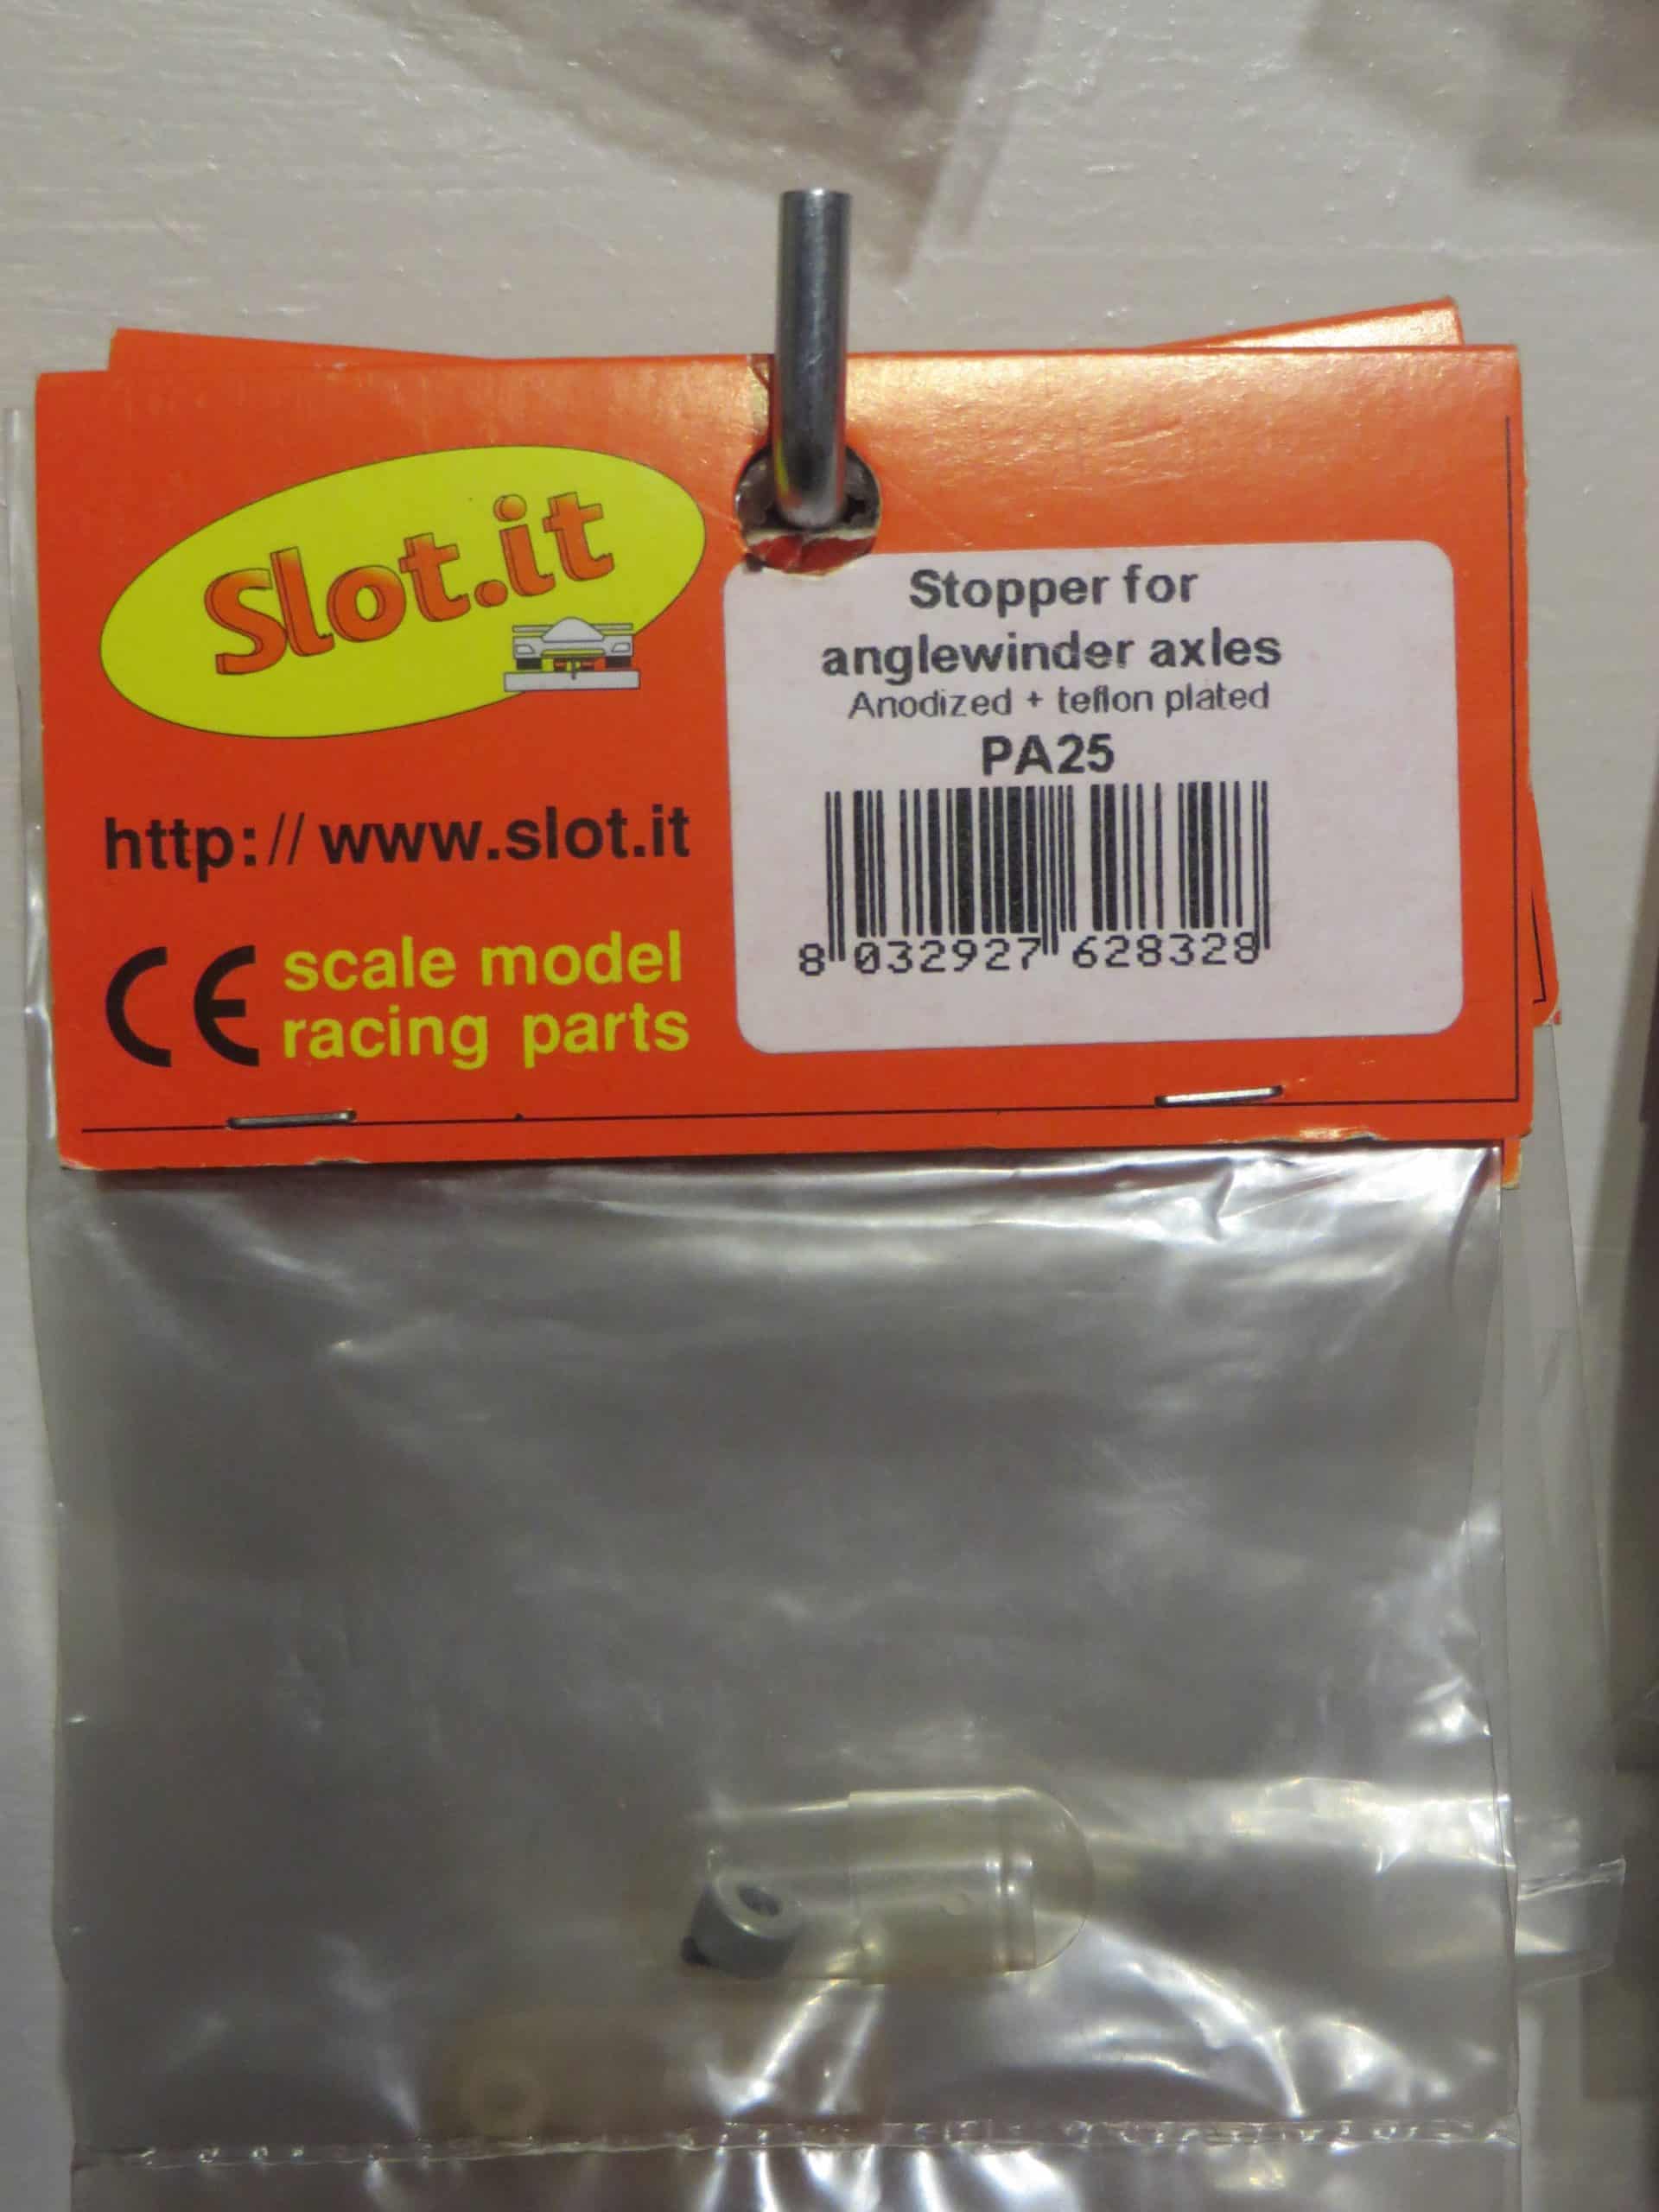 Slot.it
http://www.slot.it
CE scale model
racing parts
Stopper for
anglewinder axles
Anodized + teflon plated
PA25
8 032927 628328